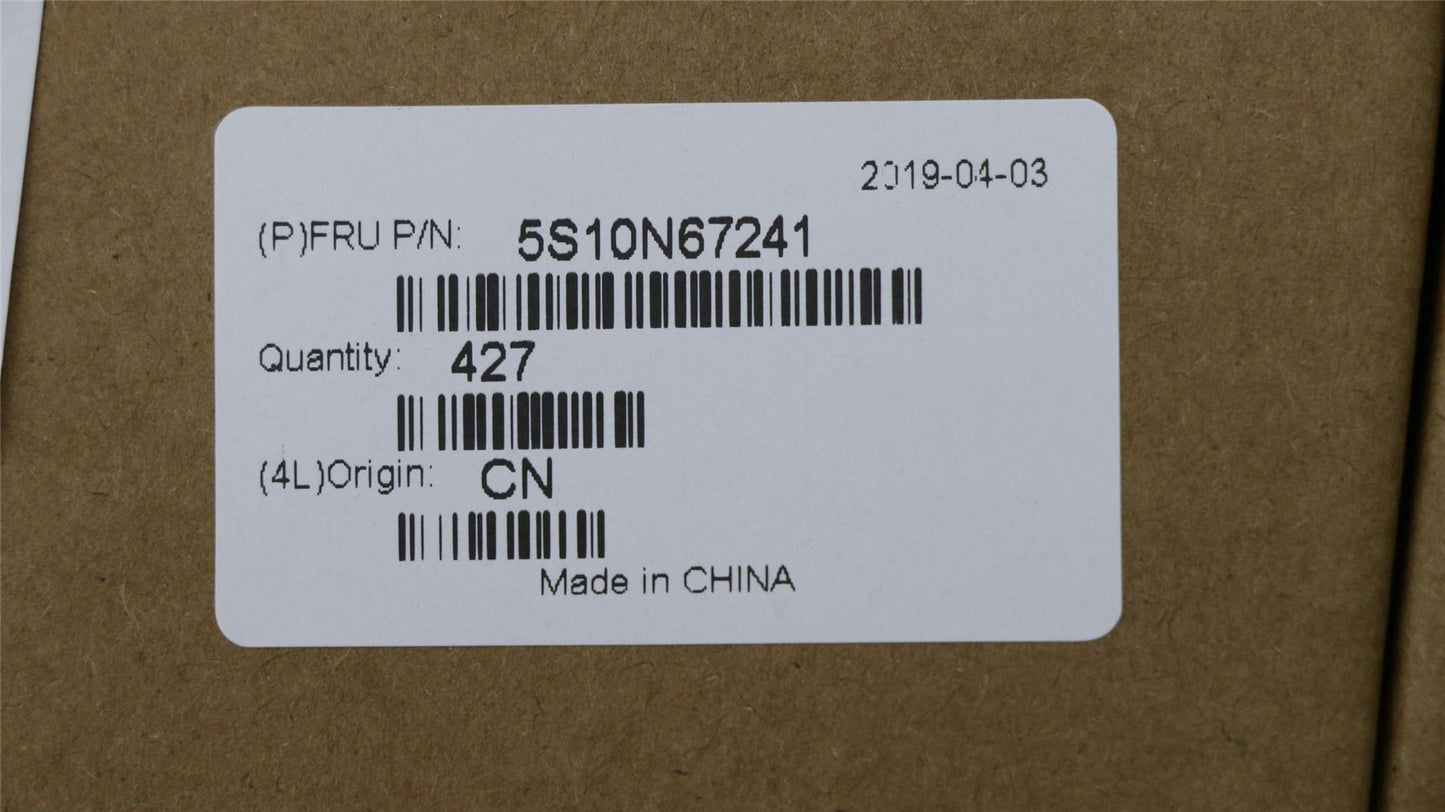 2019-04-03
(P)FRU P/N: 5S10N67241
Quantity: 427
(4L)Origin: CN
Made in CHINA